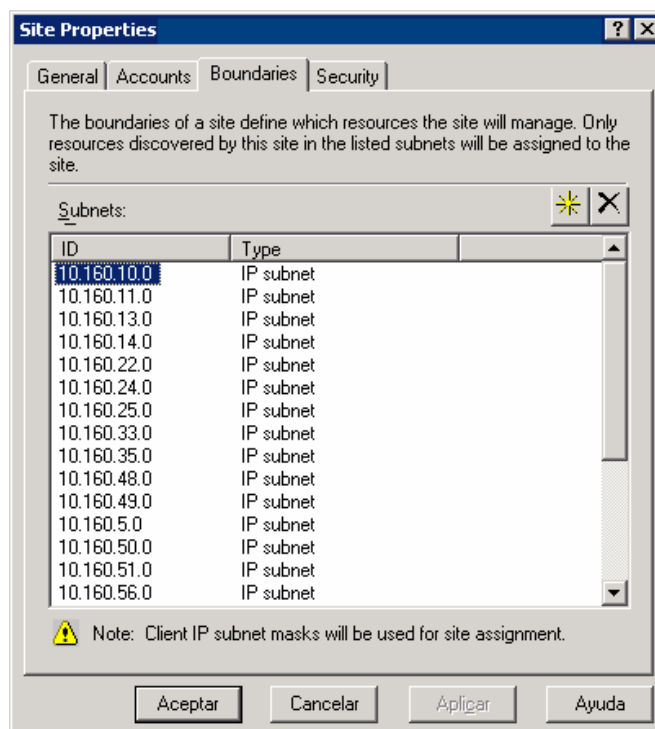 Site Properties
General Accounts Boundaries Security
The boundaries of a site define which resources the site will manage. Only
resources discovered by this site in the listed subnets will be assigned to the
site.
Subnets:
ID Type
10.160.10.0 IP subnet
10.160.11.0 IP subnet
10.160.13.0 IP subnet
10.160.14.0 IP subnet
10.160.22.0 IP subnet
10.160.24.0 IP subnet
10.160.25.0 IP subnet
10.160.33.0 IP subnet
10.160.35.0 IP subnet
10.160.48.0 IP subnet
10.160.49.0 IP subnet
10.160.5.0 IP subnet
10.160.50.0 IP subnet
10.160.51.0 IP subnet
10.160.56.0 IP subnet
Note: Client IP subnet masks will be used for site assignment.
Aceptar Cancelar Aplicar Ayuda